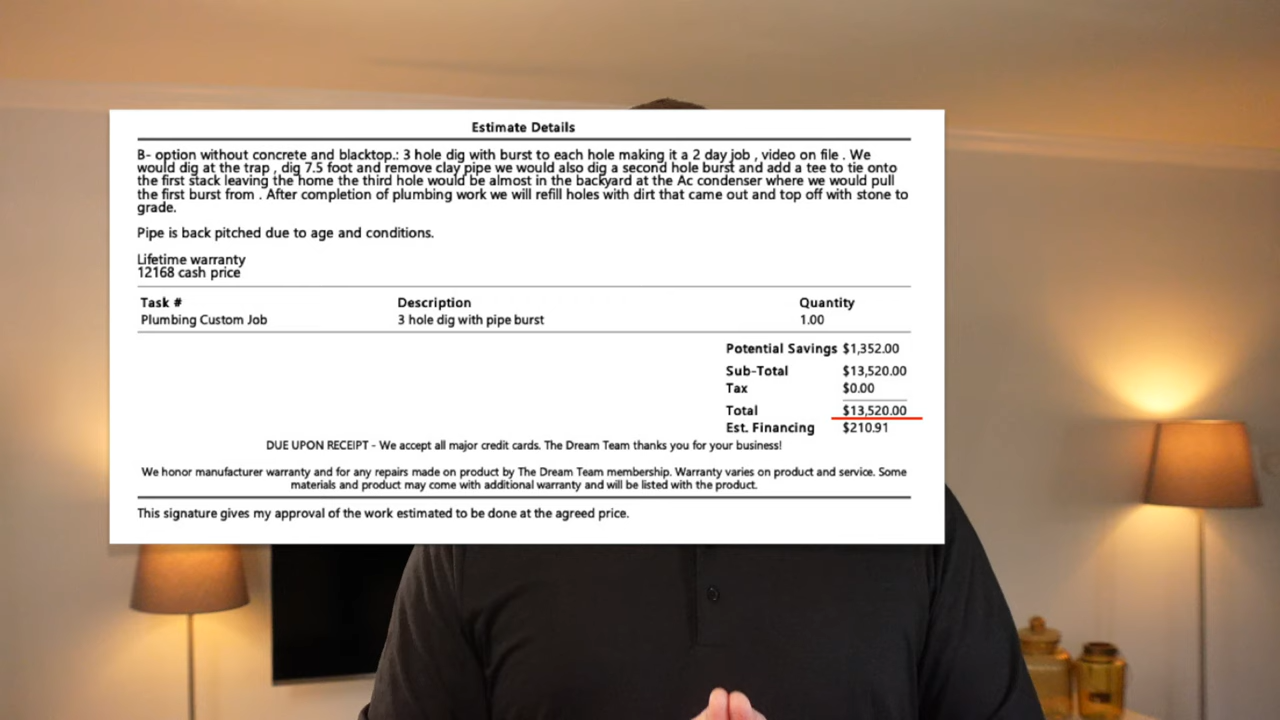 Estimate Details
B- option without concrete and blacktop.: 3 hole dig with burst to each hole making it a 2 day job , video on file . We
would dig at the trap , dig 7.5 foot and remove clay pipe we would also dig a second hole burst and add a tee to tie onto
the first stack leaving the home the third hole would be almost in the backyard at the Ac condenser where we would pull
the first burst from . After completion of plumbing work we will refill holes with dirt that came out and top off with stone to
grade.
Pipe is back pitched due to age and conditions.
Lifetime warranty
12168 cash price
Task # Description Quantity
Plumbing Custom Job 3 hole dig with pipe burst 1.00
Potential Savings $1,352.00
Sub-Total $13,520.00
Tax $0.00
Total $13,520.00
Est. Financing $210.91
DUE UPON RECEIPT - We accept all major credit cards. The Dream Team thanks you for your business!
We honor manufacturer warranty and for any repairs made on product by The Dream Team membership. Warranty varies on product and service. Some
materials and product may come with additional warranty and will be listed with the product.
This signature gives my approval of the work estimated to be done at the agreed price.